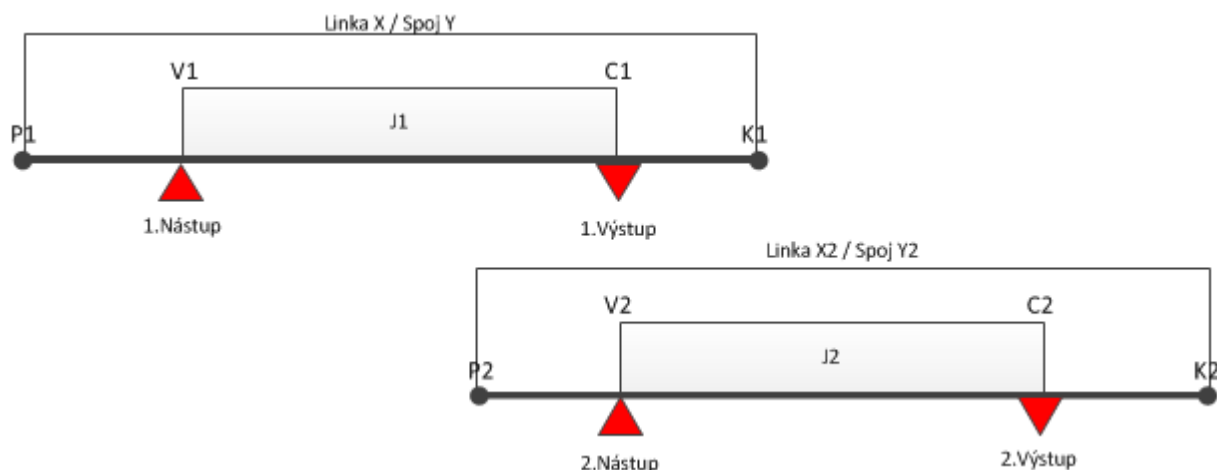 Linka X / Spoj Y
V1
C1
J1
P1
K1
1.Nástup
1.Výstup
Linka X2 / Spoj Y2
V2
C2
J2
P2
K2
2.Nástup
2.Výstup